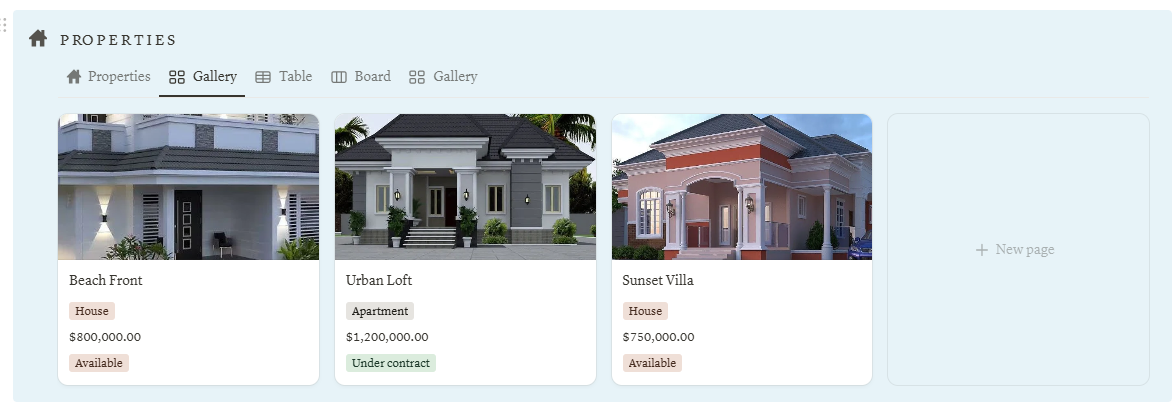 PROPERTIES
Properties Gallery Table Board Gallery
Beach Front
House
$800,000.00
Available
Urban Loft
Apartment
$1,200,000.00
Under contract
Sunset Villa
House
$750,000.00
Available
New page